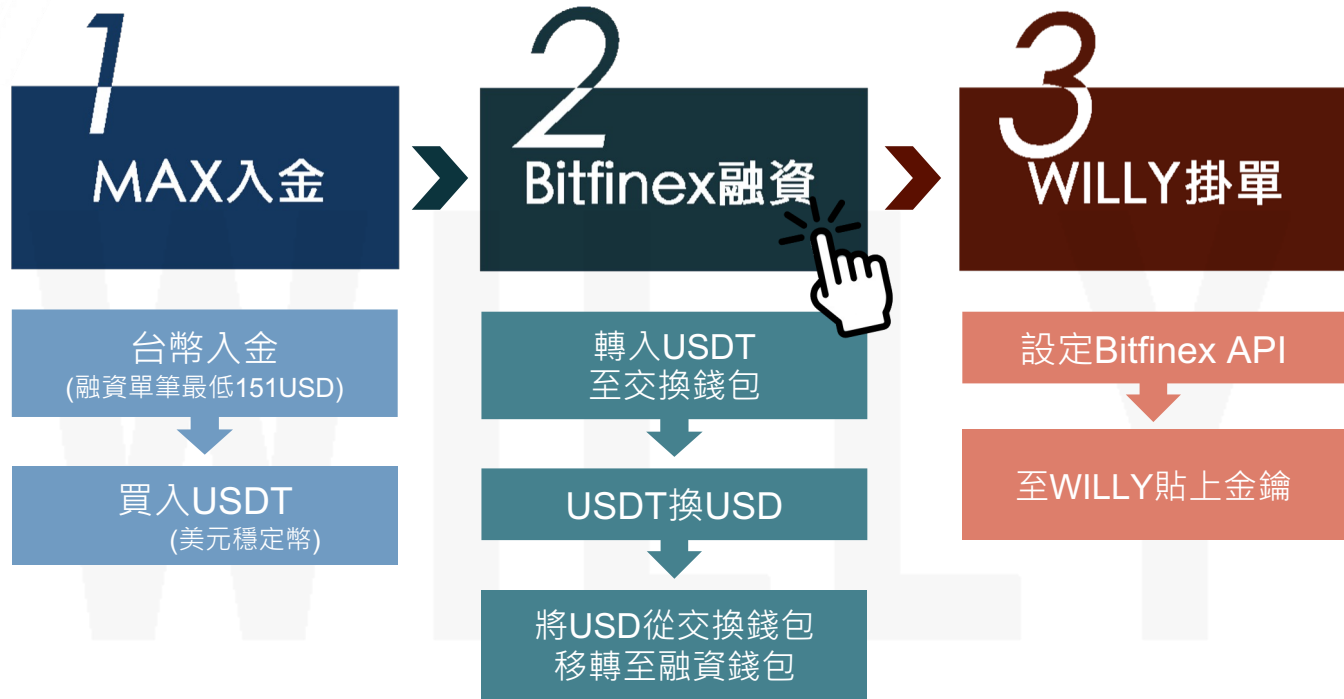 1
MAX入金
台幣入金
(融資單筆最低151USD)
買入USDT
(美元穩定幣)
2
Bitfinex融資
轉入USDT
至交換錢包
USDT換USD
將USD從交換錢包
移轉至融資錢包
3
WILLY掛單
設定Bitfinex API
至WILLY貼上金鑰
WILLY